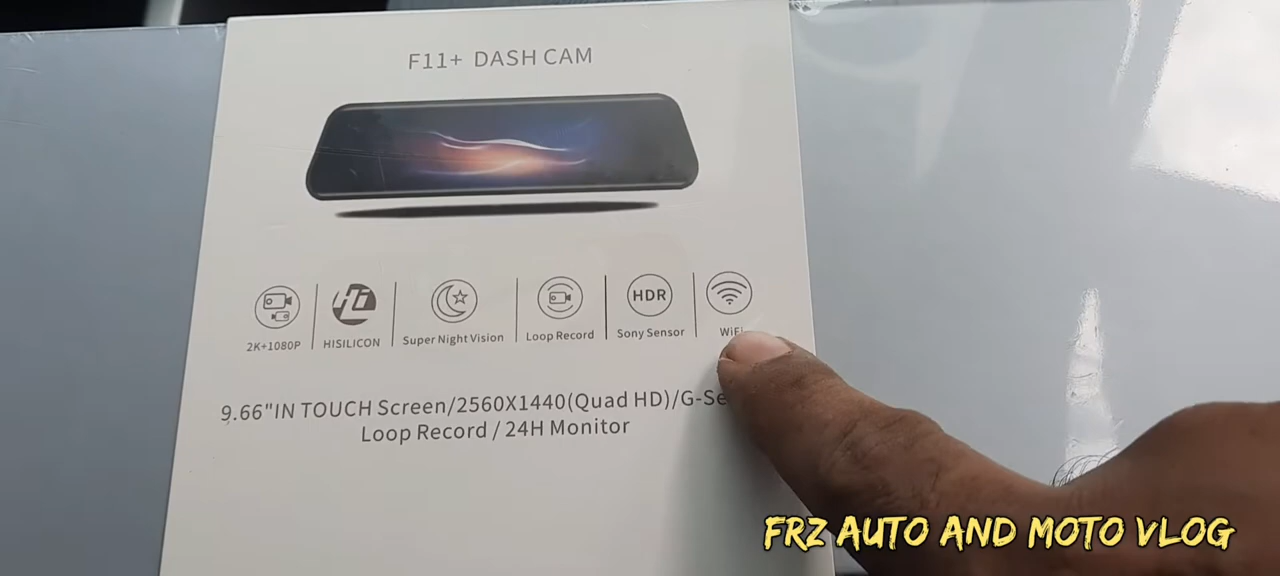 F11+ DASH CAM
HDR
2K+1080P
HISILICON
Super Night Vision
Loop Record
Sony Sensor
WiFi
9.66"IN TOUCH Screen/2560X1440(Quad HD)/G-Se
Loop Record / 24H Monitor
FRZ AUTO AND MOTO VLOG